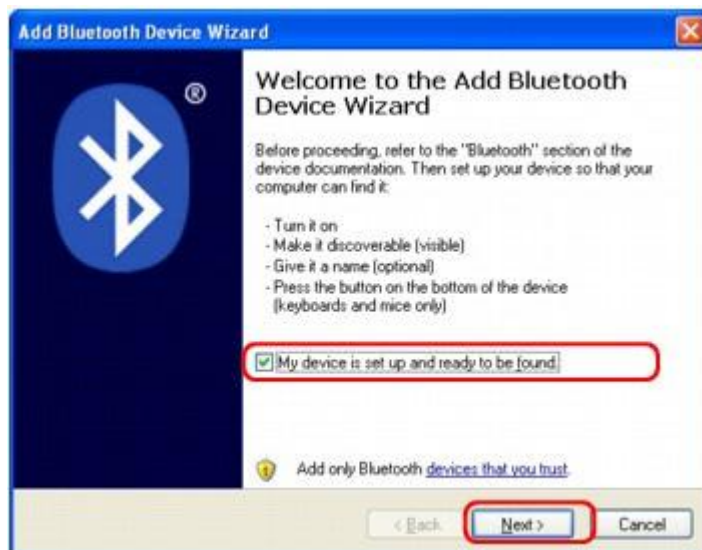 Add Bluetooth Device Wizard
®
Welcome to the Add Bluetooth
Device Wizard
Before proceeding, refer to the "Bluetooth" section of the
device documentation. Then set up your device so that your
computer can find it:
- Turn it on
- Make it discoverable (visible)
- Give it a name (optional)
- Press the button on the bottom of the device
(keyboards and mice only)
My device is set up and ready to be found.
Add only Bluetooth devices that you trust.
< Back
Next >
Cancel